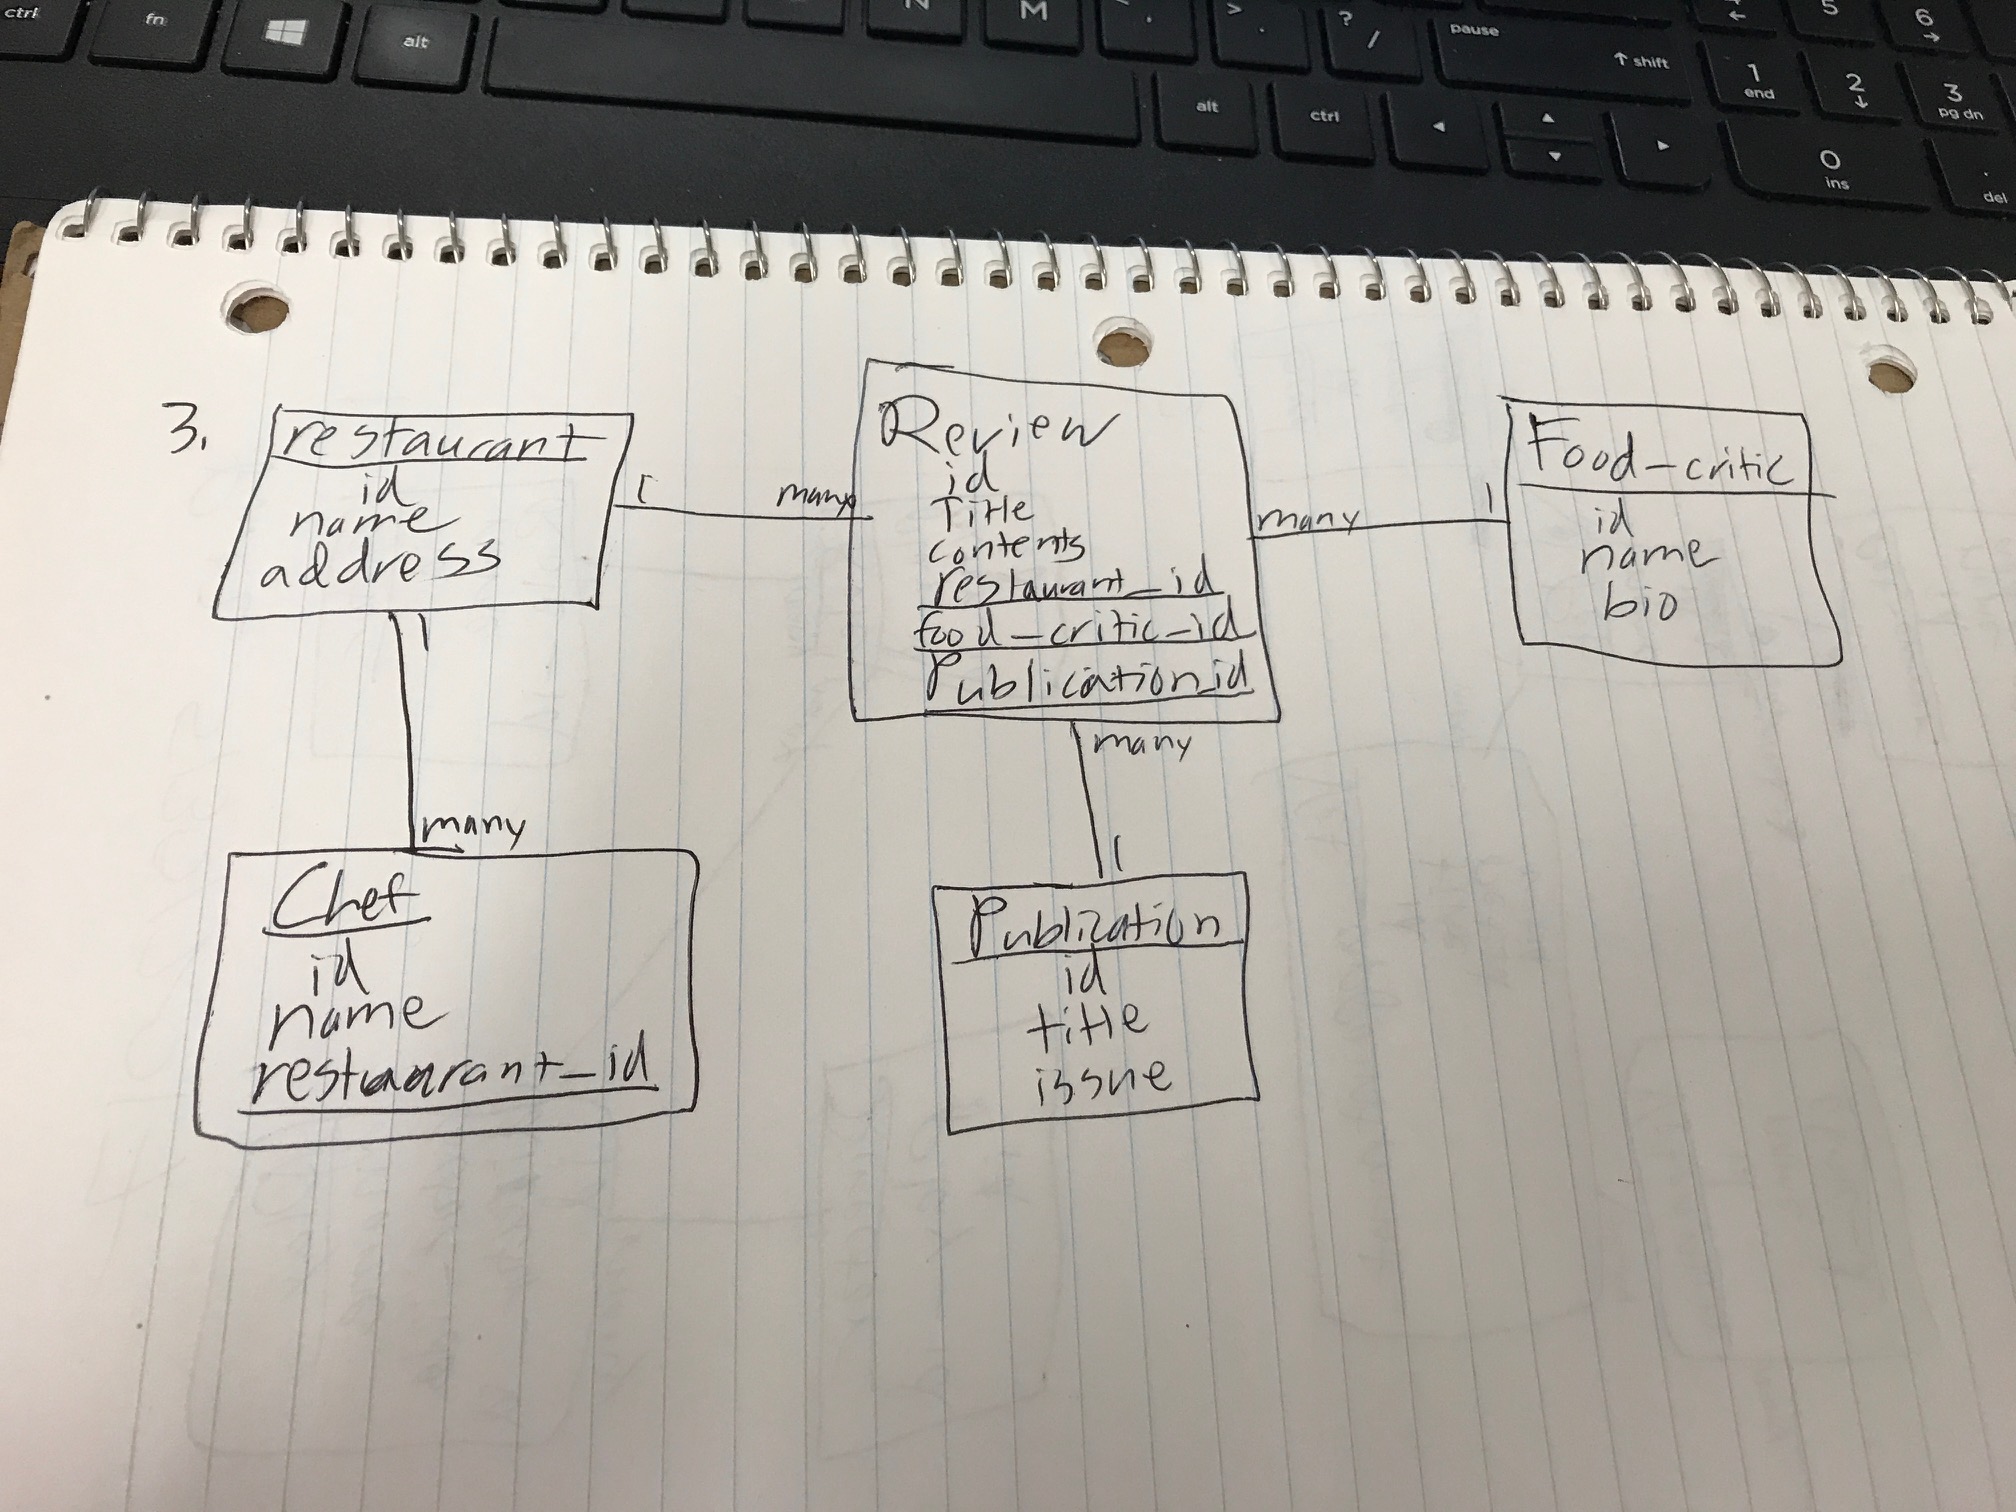 ctrl
fn
alt
N
M
< ,
> .
? /
pause
↑ shift
←
5
6 →
alt
ctrl
◄
▲
▼
►
1 end
2 ↓
3 pg dn
0 ins
. del
3.
restaurant
id
name
address
1
many
Review
id
Title
contents
restaurant_id
food_critic_id
Publication_id
many
1
Food_critic
id
name
bio
1
many
Chef
id
name
restaurant_id
many
1
Publication
id
title
issue